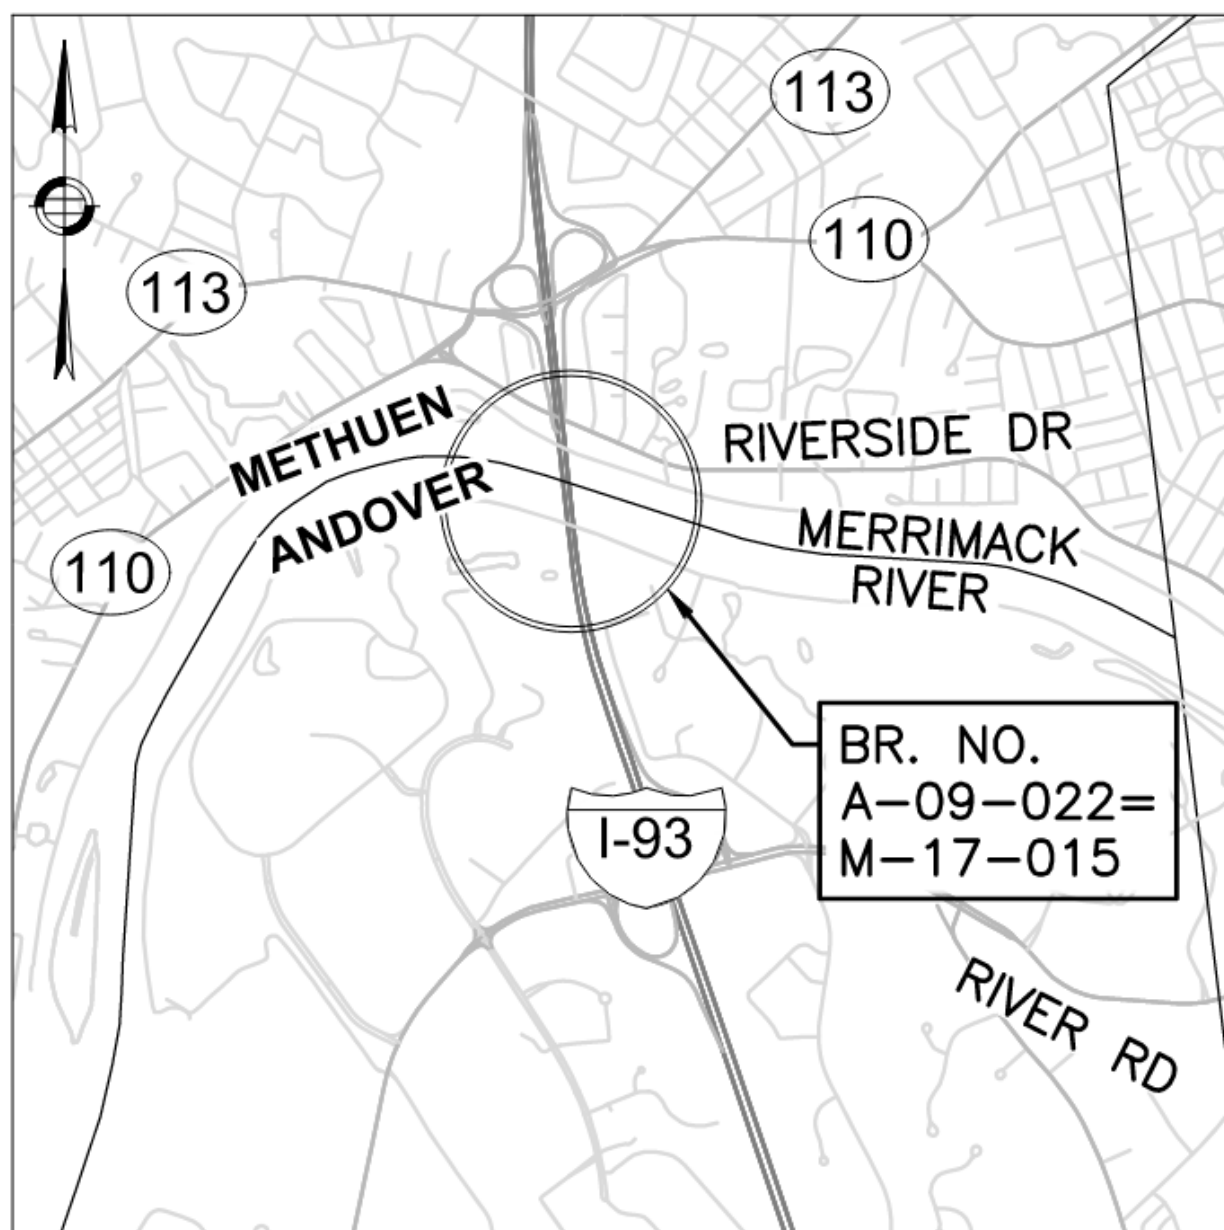 113
110
113
METHUEN
ANDOVER
RIVERSIDE DR
MERRIMACK
RIVER
110
BR. NO.
A-09-022=
M-17-015
I-93
RIVER RD